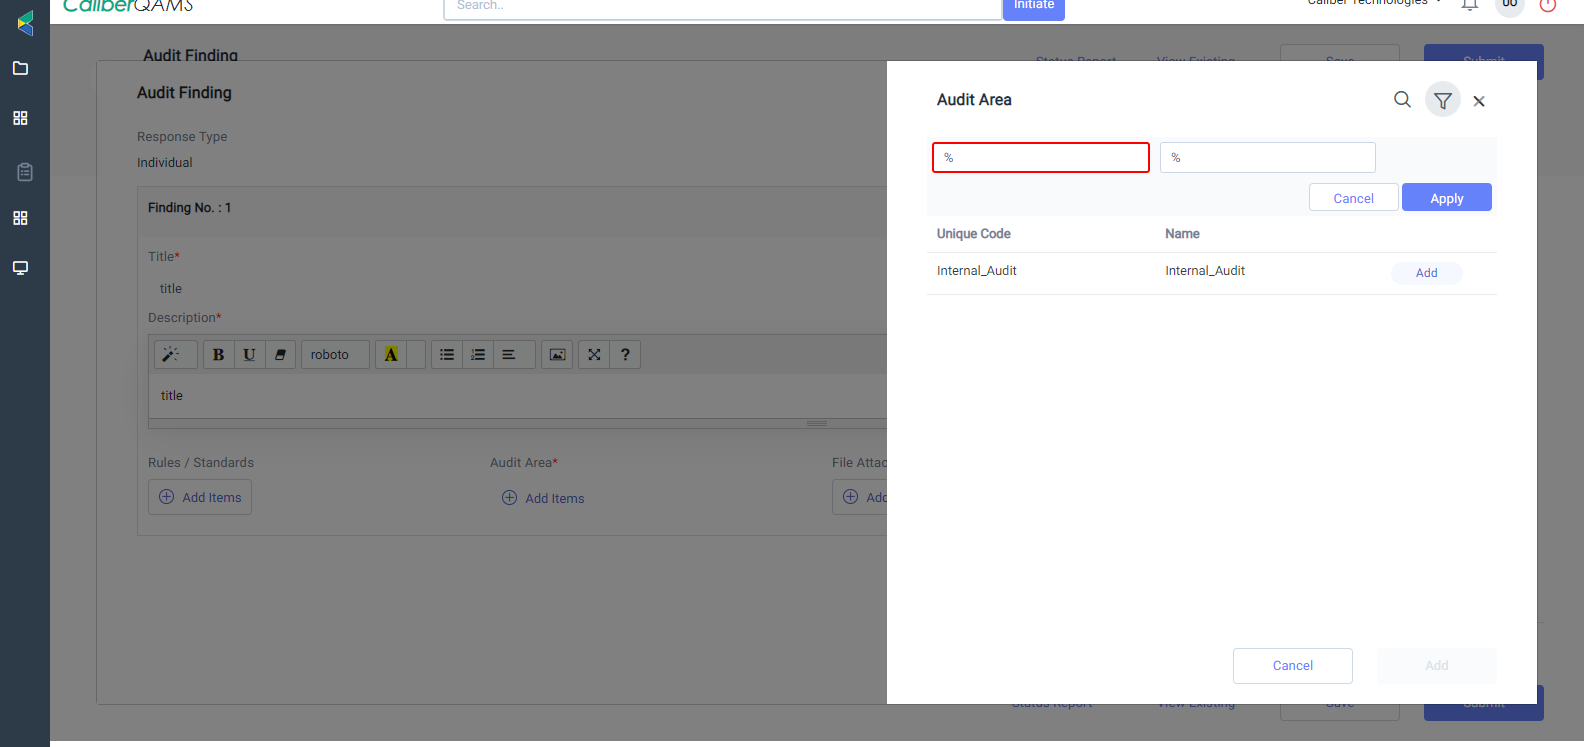 CaliberQAMS
Search..
Initiate
Caliber Technologies
00
Audit Finding
Status Report
View Existing
Save
Submit
Audit Finding
Response Type
Individual
Finding No. : 1
Title*
title
Description*
B
U
roboto
A
?
title
Rules / Standards
Audit Area*
File Attac
Add Items
Add Items
Add
Audit Area
%
%
Cancel
Apply
Unique Code
Name
Internal_Audit
Internal_Audit
Add
Cancel
Add
Status Report
View Existing
Save
Submit